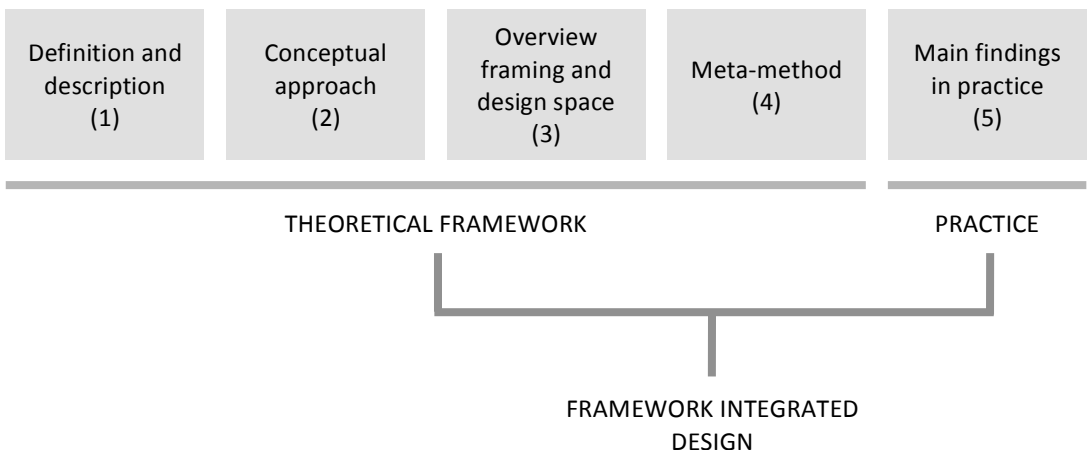 Definition and
description
(1)
Conceptual
approach
(2)
Overview
framing and
design space
(3)
Meta-method
(4)
Main findings
in practice
(5)
THEORETICAL FRAMEWORK
PRACTICE
FRAMEWORK INTEGRATED
DESIGN